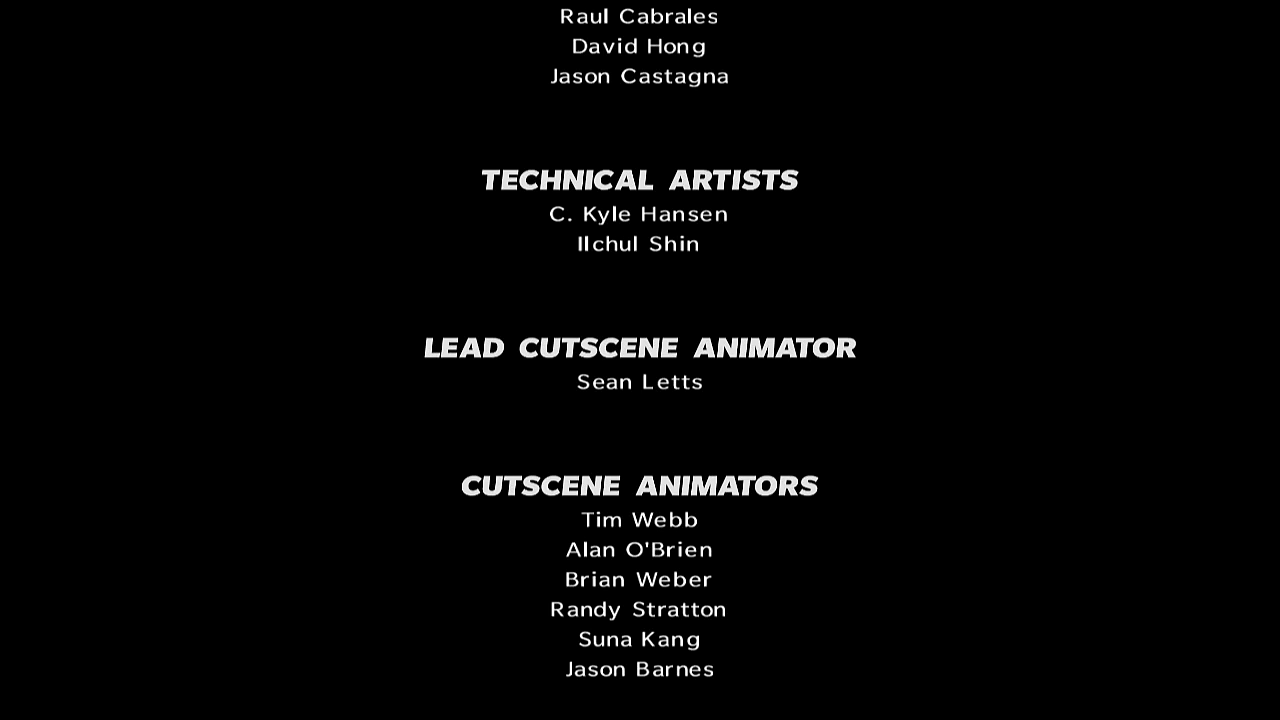 Raul Cabrales
David Hong
Jason Castagna
TECHNICAL ARTISTS
C. Kyle Hansen
Ilchul Shin
LEAD CUTSCENE ANIMATOR
Sean Letts
CUTSCENE ANIMATORS
Tim Webb
Alan O'Brien
Brian Weber
Randy Stratton
Suna Kang
Jason Barnes